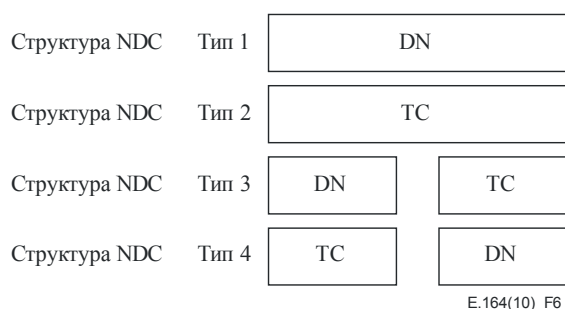 Структура NDC Тип 1 DN
Структура NDC Тип 2 TC
Структура NDC Тип 3 DN TC
Структура NDC Тип 4 TC DN
E.164(10)_F6